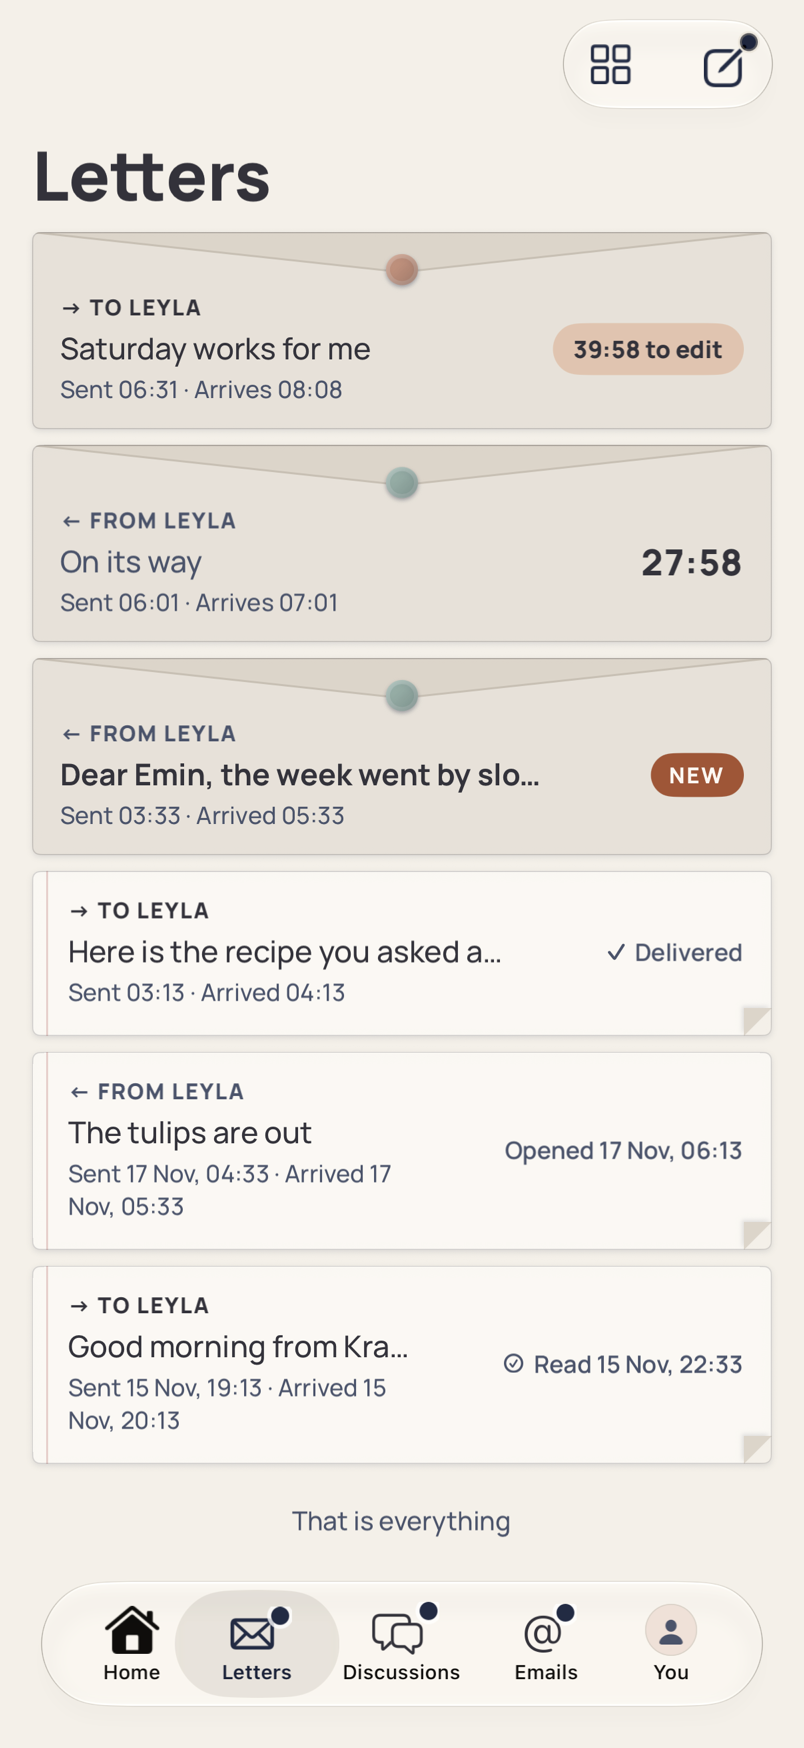 Letters
→ TO LEYLA
Saturday works for me
39:58 to edit
Sent 06:31 · Arrives 08:08
← FROM LEYLA
On its way
27:58
Sent 06:01 · Arrives 07:01
← FROM LEYLA
Dear Emin, the week went by slo...
NEW
Sent 03:33 · Arrived 05:33
→ TO LEYLA
Here is the recipe you asked a...
Delivered
Sent 03:13 · Arrived 04:13
← FROM LEYLA
The tulips are out
Opened 17 Nov, 06:13
Sent 17 Nov, 04:33 · Arrived 17
Nov, 05:33
→ TO LEYLA
Good morning from Kra...
Read 15 Nov, 22:33
Sent 15 Nov, 19:13 · Arrived 15
Nov, 20:13
That is everything
Home
Letters
Discussions
Emails
You